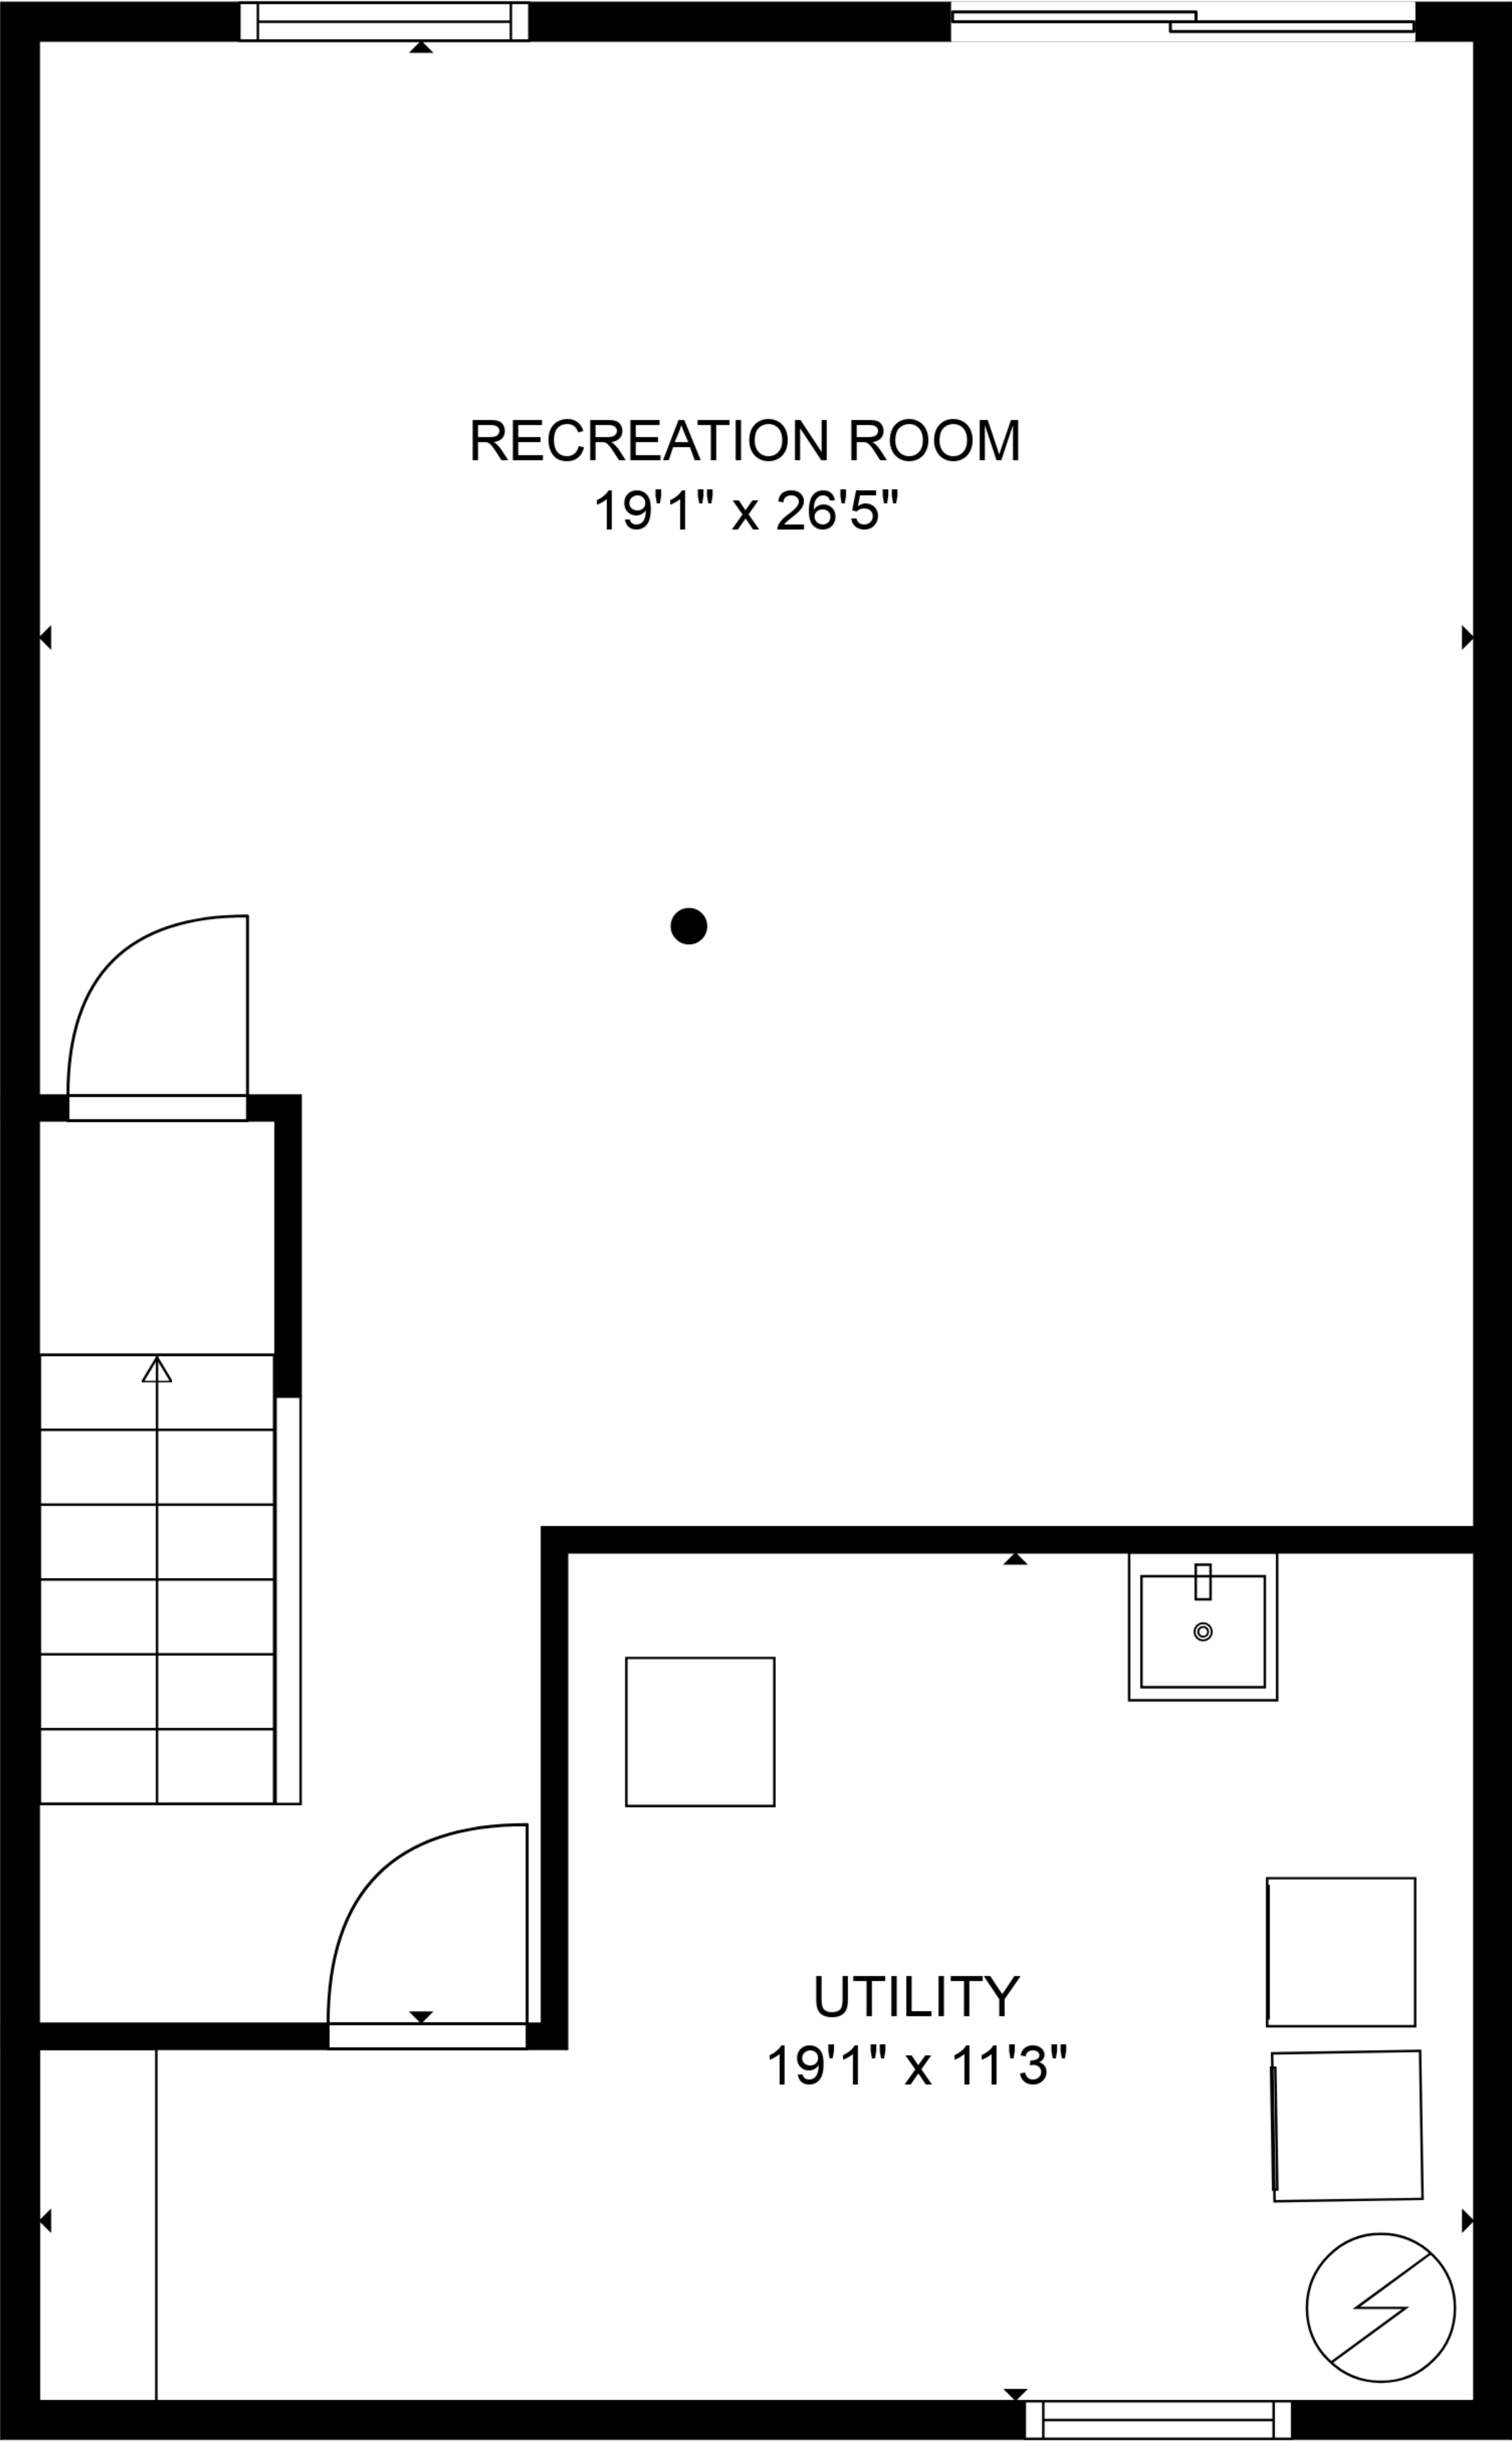 RECREATION ROOM
19'1" x 26'5"
UTILITY
19'1" x 11'3"